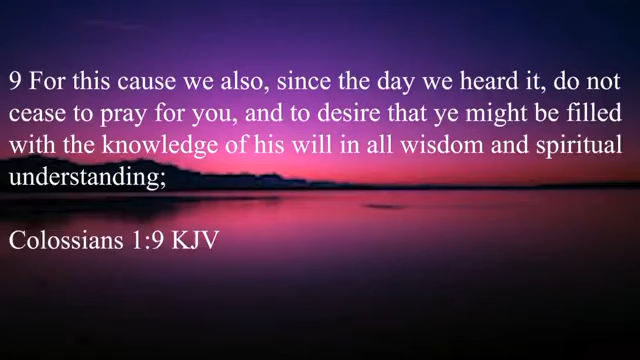 9 For this cause we also, since the day we heard it, do not
cease to pray for you, and to desire that ye might be filled
with the knowledge of his will in all wisdom and spiritual
understanding;
Colossians 1:9 KJV